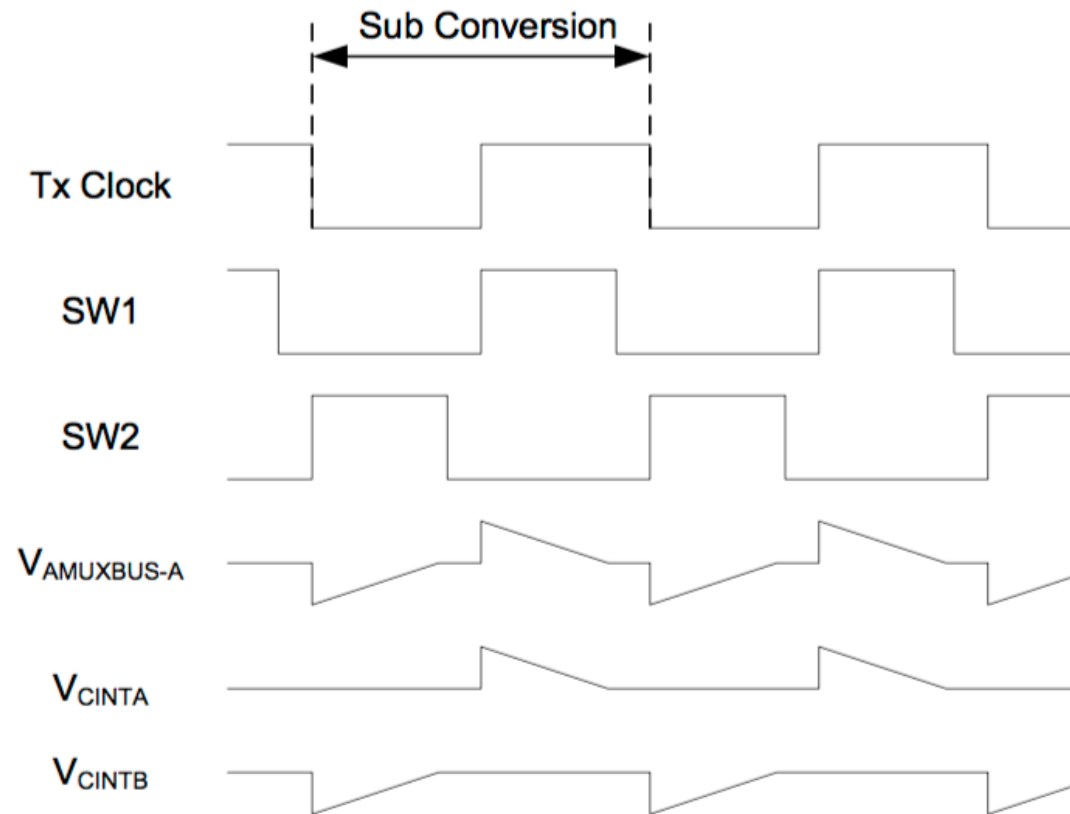 Sub Conversion
Tx Clock
SW1
SW2
VAMUXBUS-A
VCINTA
VCINTB